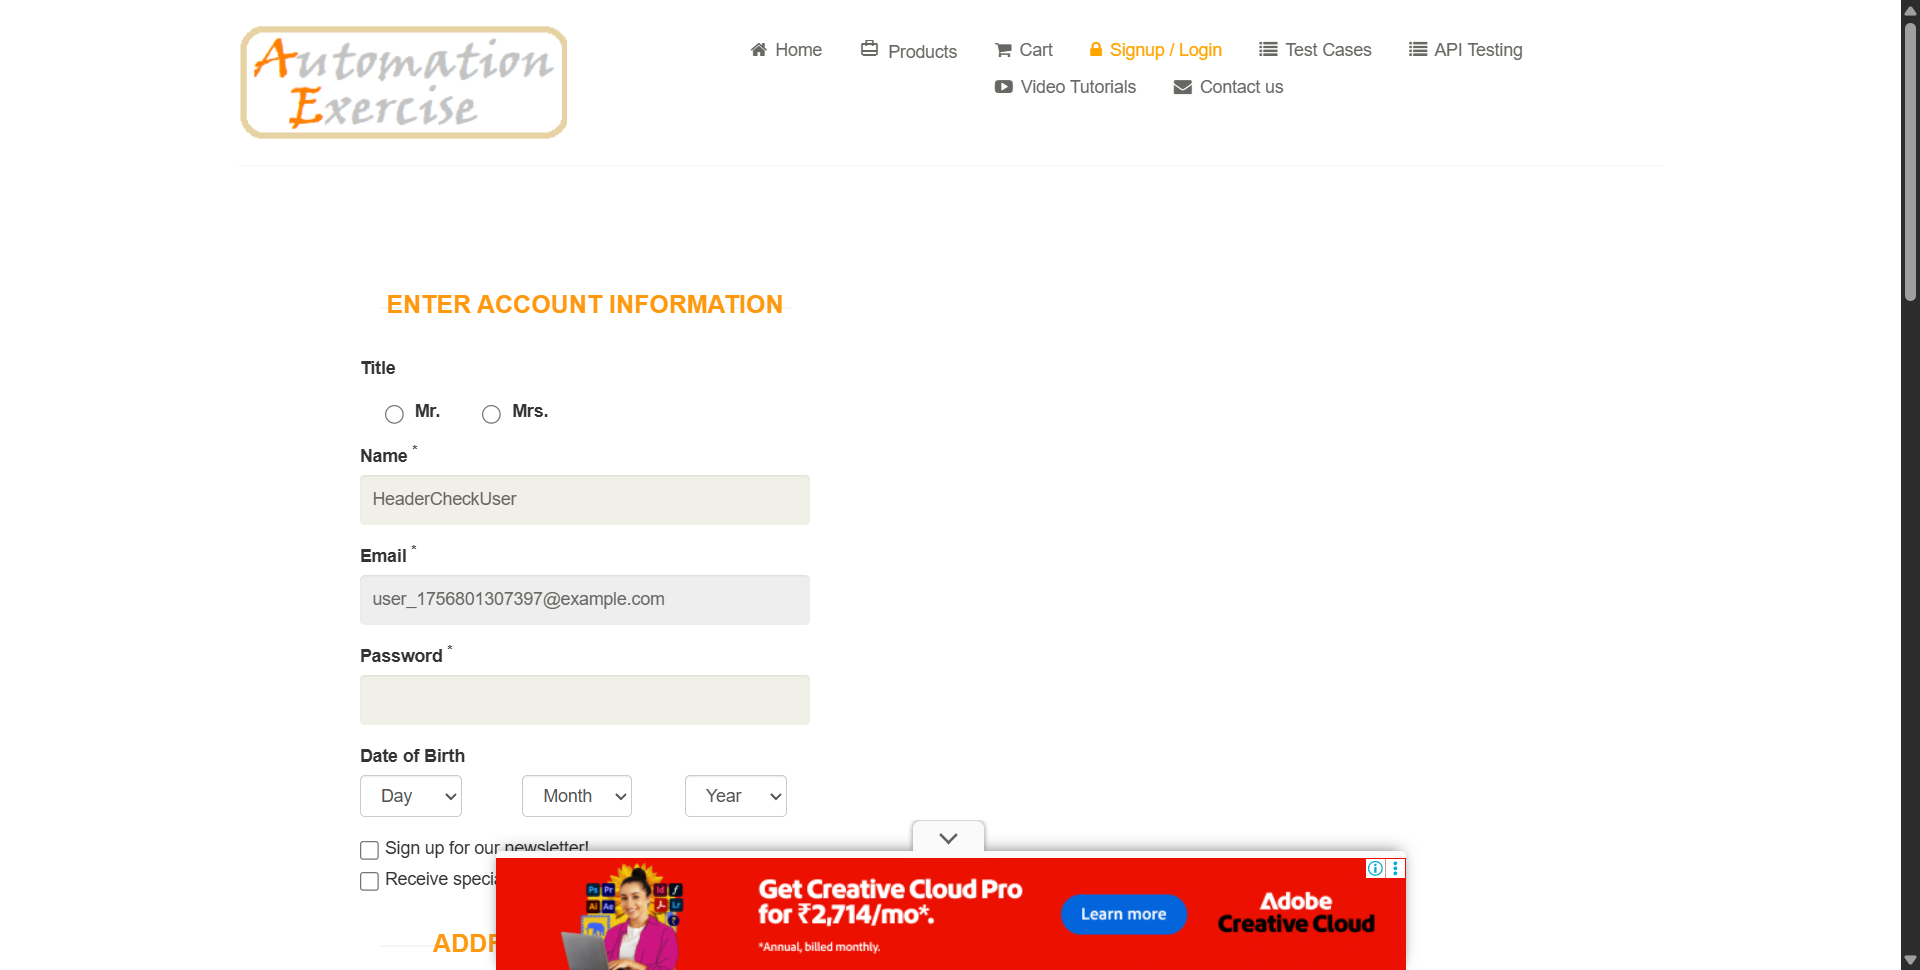 Automation
Exercise
Home
Products
Cart
Signup / Login
Test Cases
API Testing
Video Tutorials
Contact us
ENTER ACCOUNT INFORMATION
Title
Mr.
Mrs.
Name *
HeaderCheckUser
Email *
user_1756801307397@example.com
Password *
Date of Birth
Day
Month
Year
Sign up for our newsletter!
Receive specia
ADD
Ps Pr Id
Ai Ae Lr
Get Creative Cloud Pro
for ₹2,714/mo*.
*Annual, billed monthly.
Learn more
Adobe
Creative Cloud